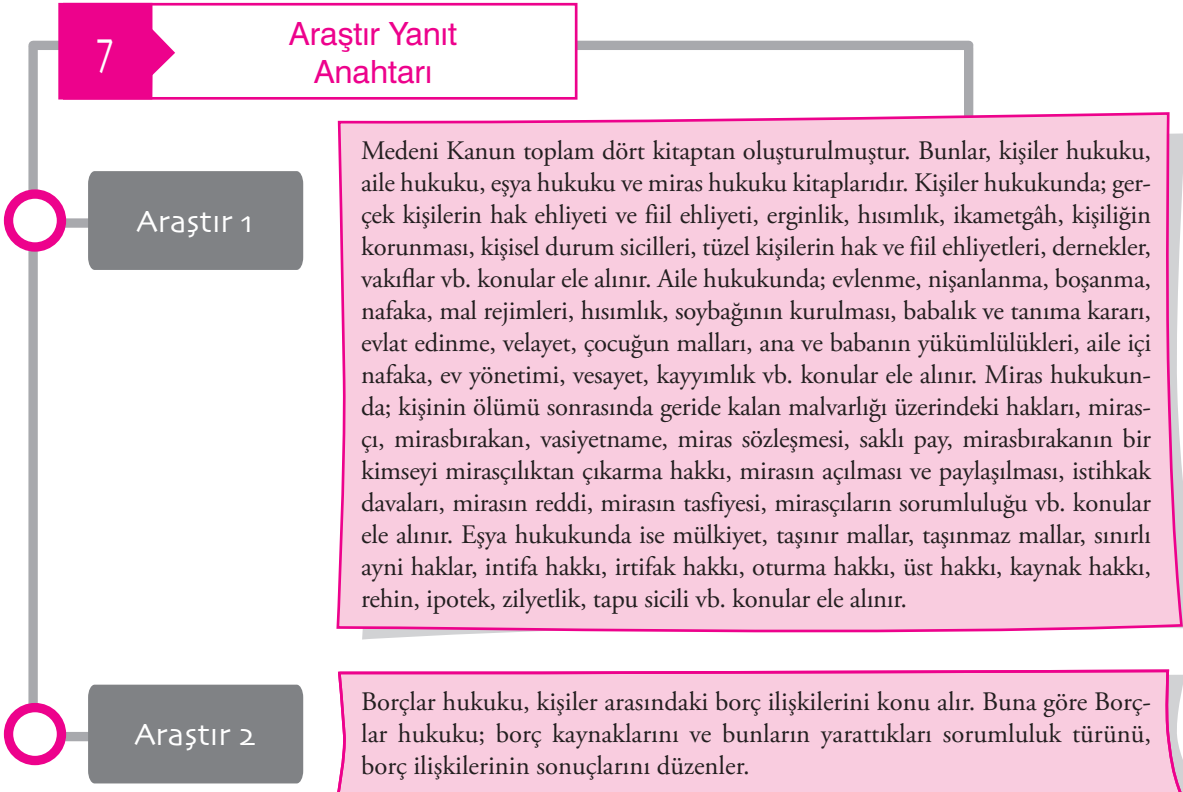 7
Araştır Yanıt
Anahtarı
Araştır 1
Medeni Kanun toplam dört kitaptan oluşturulmuştur. Bunlar, kişiler hukuku,
aile hukuku, eşya hukuku ve miras hukuku kitaplarıdır. Kişiler hukukunda; ger-
çek kişilerin hak ehliyeti ve fiil ehliyeti, erginlik, hısımlık, ikametgâh, kişiliğin
korunması, kişisel durum sicilleri, tüzel kişilerin hak ve fiil ehliyetleri, dernekler,
vakıflar vb. konular ele alınır. Aile hukukunda; evlenme, nişanlanma, boşanma,
nafaka, mal rejimleri, hısımlık, soybağının kurulması, babalık ve tanıma kararı,
evlat edinme, velayet, çocuğun malları, ana ve babanın yükümlülükleri, aile içi
nafaka, ev yönetimi, vesayet, kayyımlık vb. konular ele alınır. Miras hukukun-
da; kişinin ölümü sonrasında geride kalan malvarlığı üzerindeki hakları, miras-
çı, mirasbırakan, vasiyetname, miras sözleşmesi, saklı pay, mirasbırakanın bir
kimseyi mirasçılıktan çıkarma hakkı, mirasın açılması ve paylaşılması, istihkak
davaları, mirasın reddi, mirasın tasfiyesi, mirasçıların sorumluluğu vb. konular
ele alınır. Eşya hukukunda ise mülkiyet, taşınır mallar, taşınmaz mallar, sınırlı
ayni haklar, intifa hakkı, irtifak hakkı, oturma hakkı, üst hakkı, kaynak hakkı,
rehin, ipotek, zilyetlik, tapu sicili vb. konular ele alınır.
Araştır 2
Borçlar hukuku, kişiler arasındaki borç ilişkilerini konu alır. Buna göre Borç-
lar hukuku; borç kaynaklarını ve bunların yarattıkları sorumluluk türünü,
borç ilişkilerinin sonuçlarını düzenler.